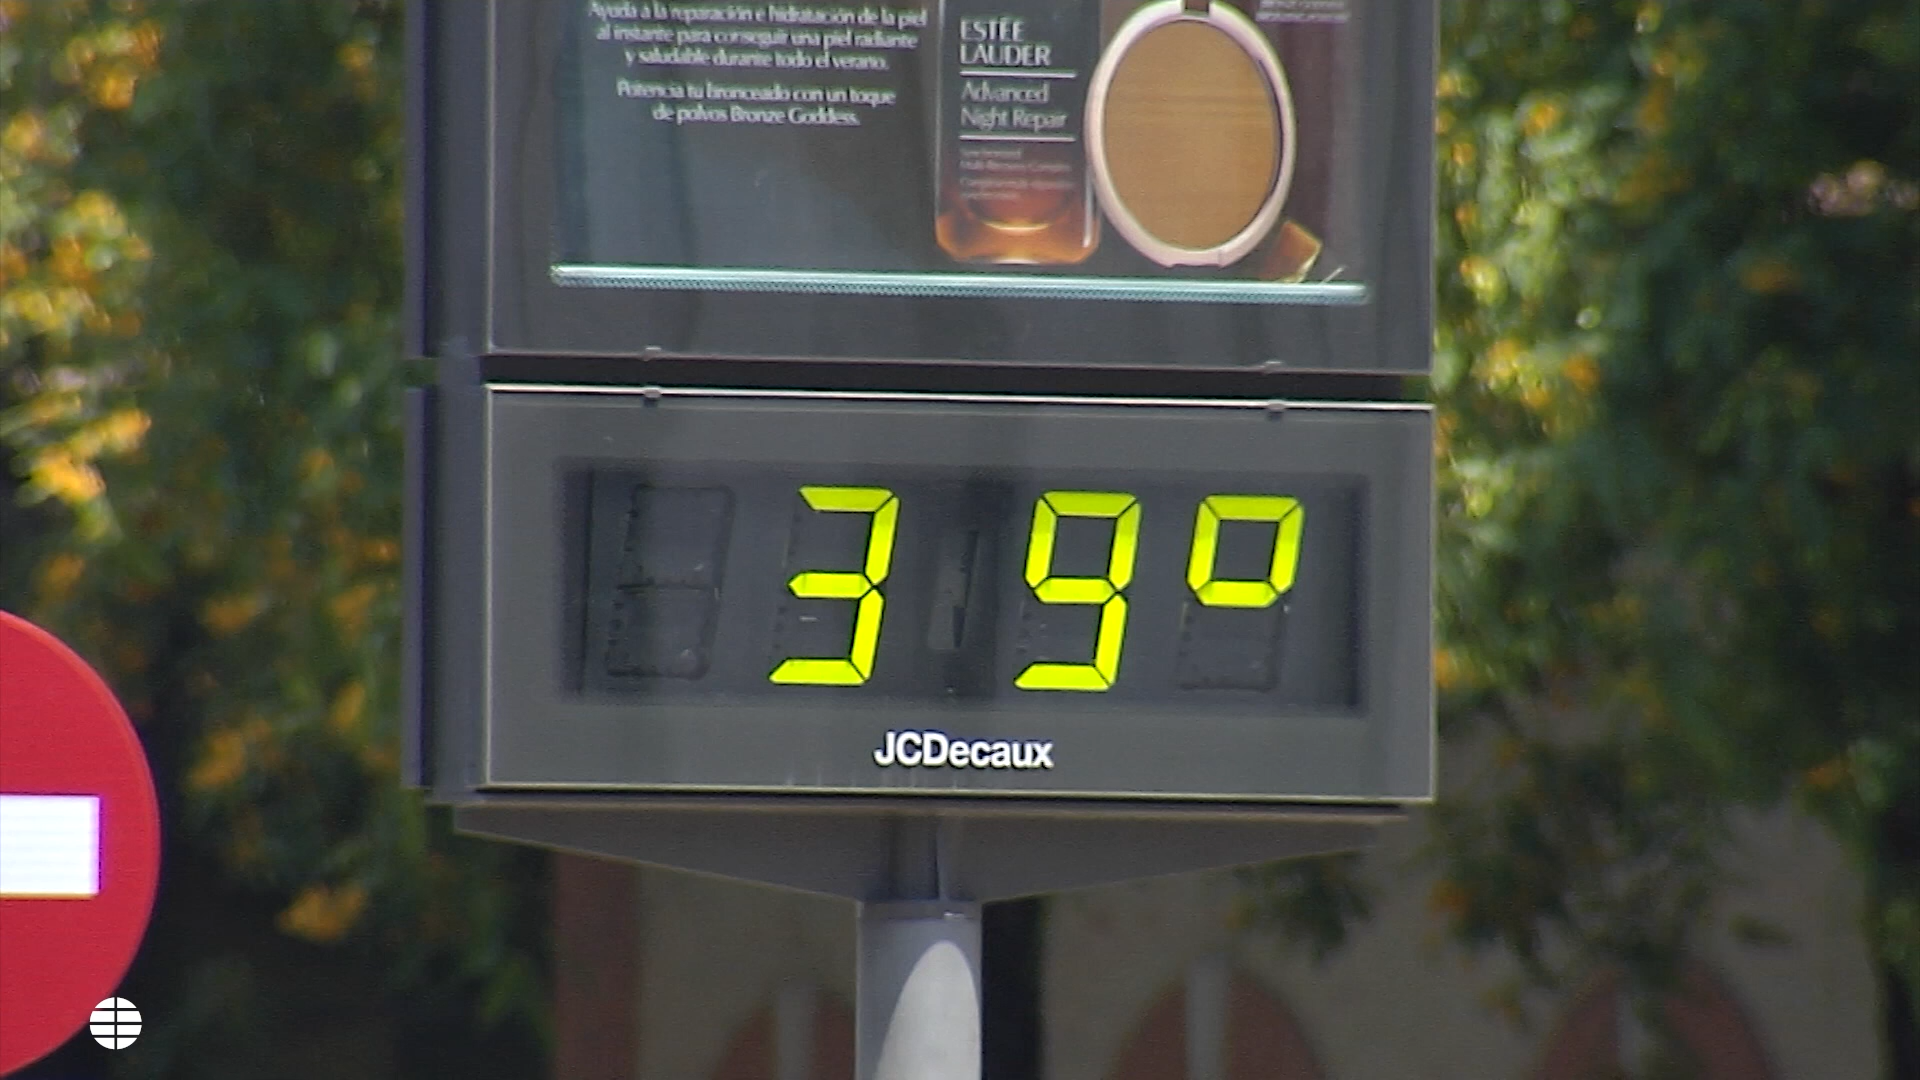 Ayuda a la reparación e hidratación de la piel
al instante para conseguir una piel radiante
y saludable durante todo el verano.
Potencia tu bronceado con un toque
de polvos Bronze Goddess.
ESTĒE
LAUDER
Advanced
Night Repair
39°
JCDecaux